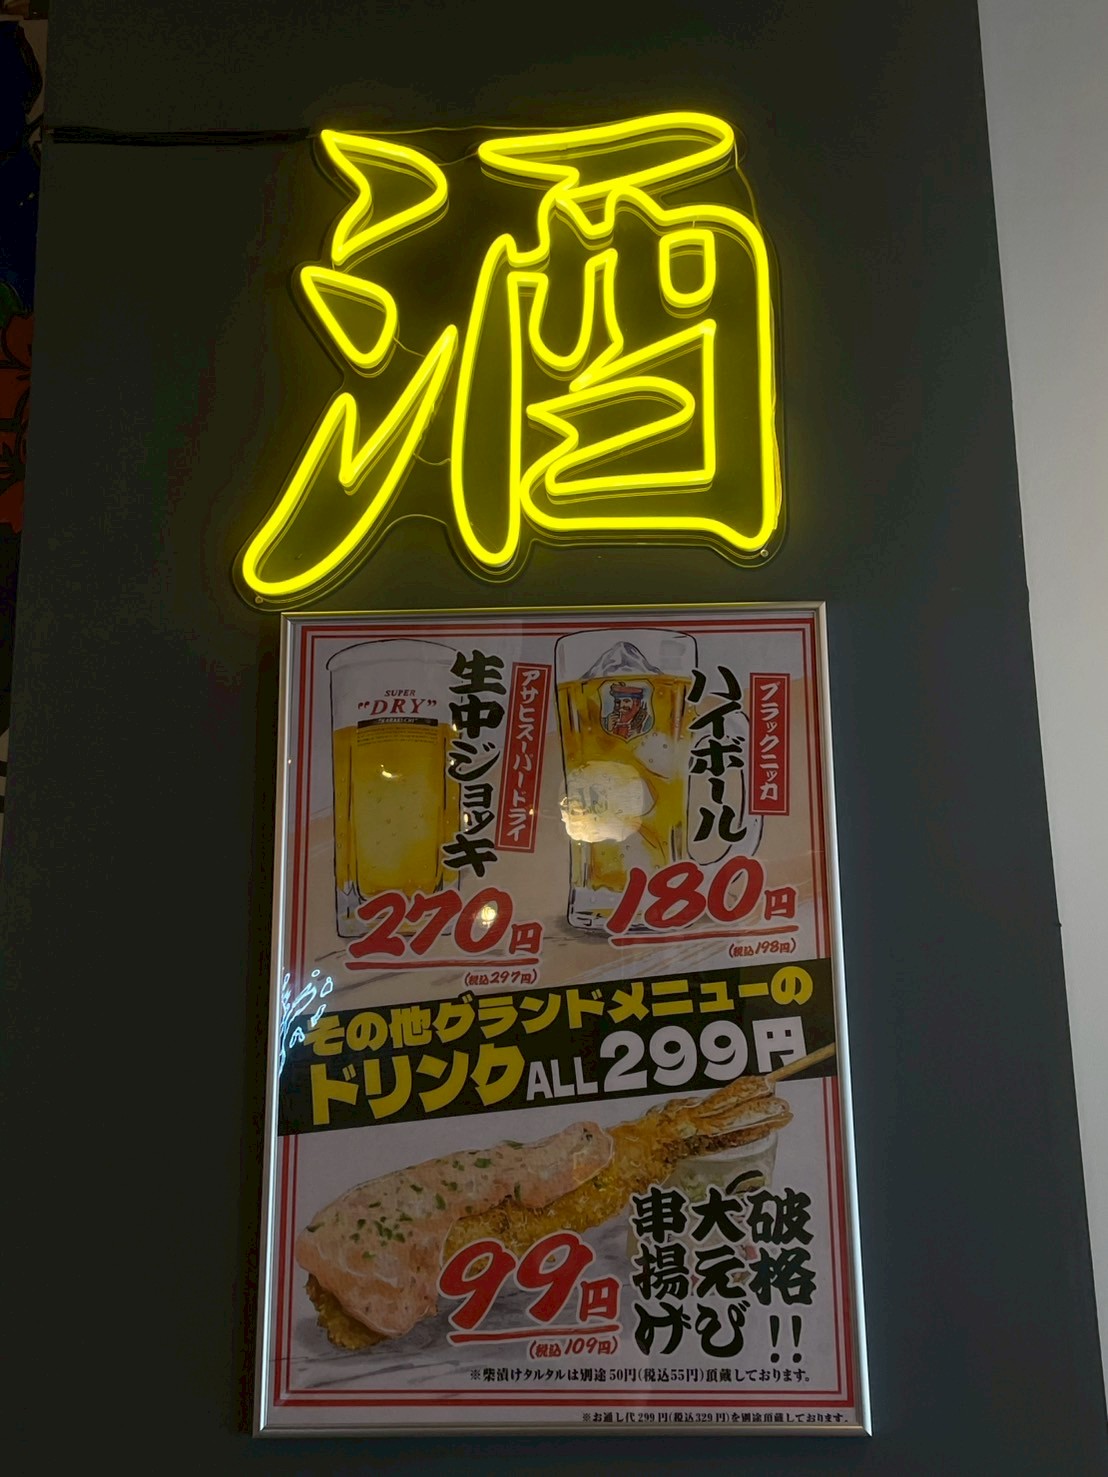 酒
SUPER
"DRY"
生中ジョッキ
アサヒスーパードライ
270円
(税込297円)
ハイボール
ブラックニッカ
180円
(税込198円)
その他グランドメニューの
ドリンクALL299円
破格!!
大元び
串揚げ
99円
(税込109円)
※柴漬けタルタルは別途50円(税込55円)頂戴しております。
※お通し代299円(税込329円)を別途頂戴しております。